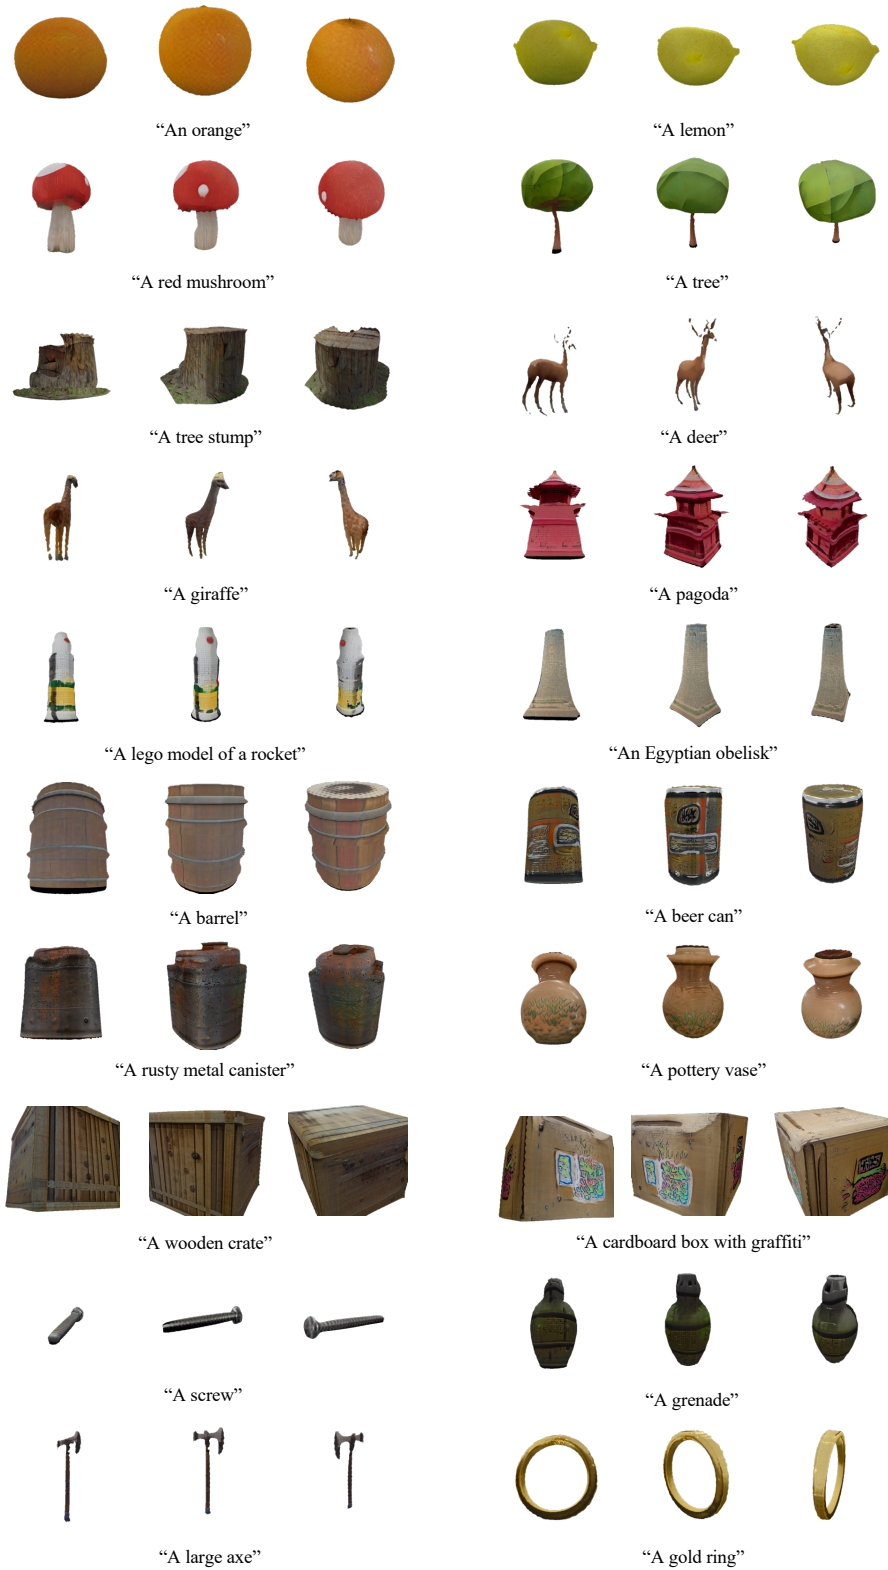 “An orange”
“A lemon”
“A red mushroom”
“A tree”
“A tree stump”
“A deer”
“A giraffe”
“A pagoda”
“A lego model of a rocket”
“An Egyptian obelisk”
“A barrel”
“A beer can”
“A rusty metal canister”
“A pottery vase”
“A wooden crate”
“A cardboard box with graffiti”
“A screw”
“A grenade”
“A large axe”
“A gold ring”